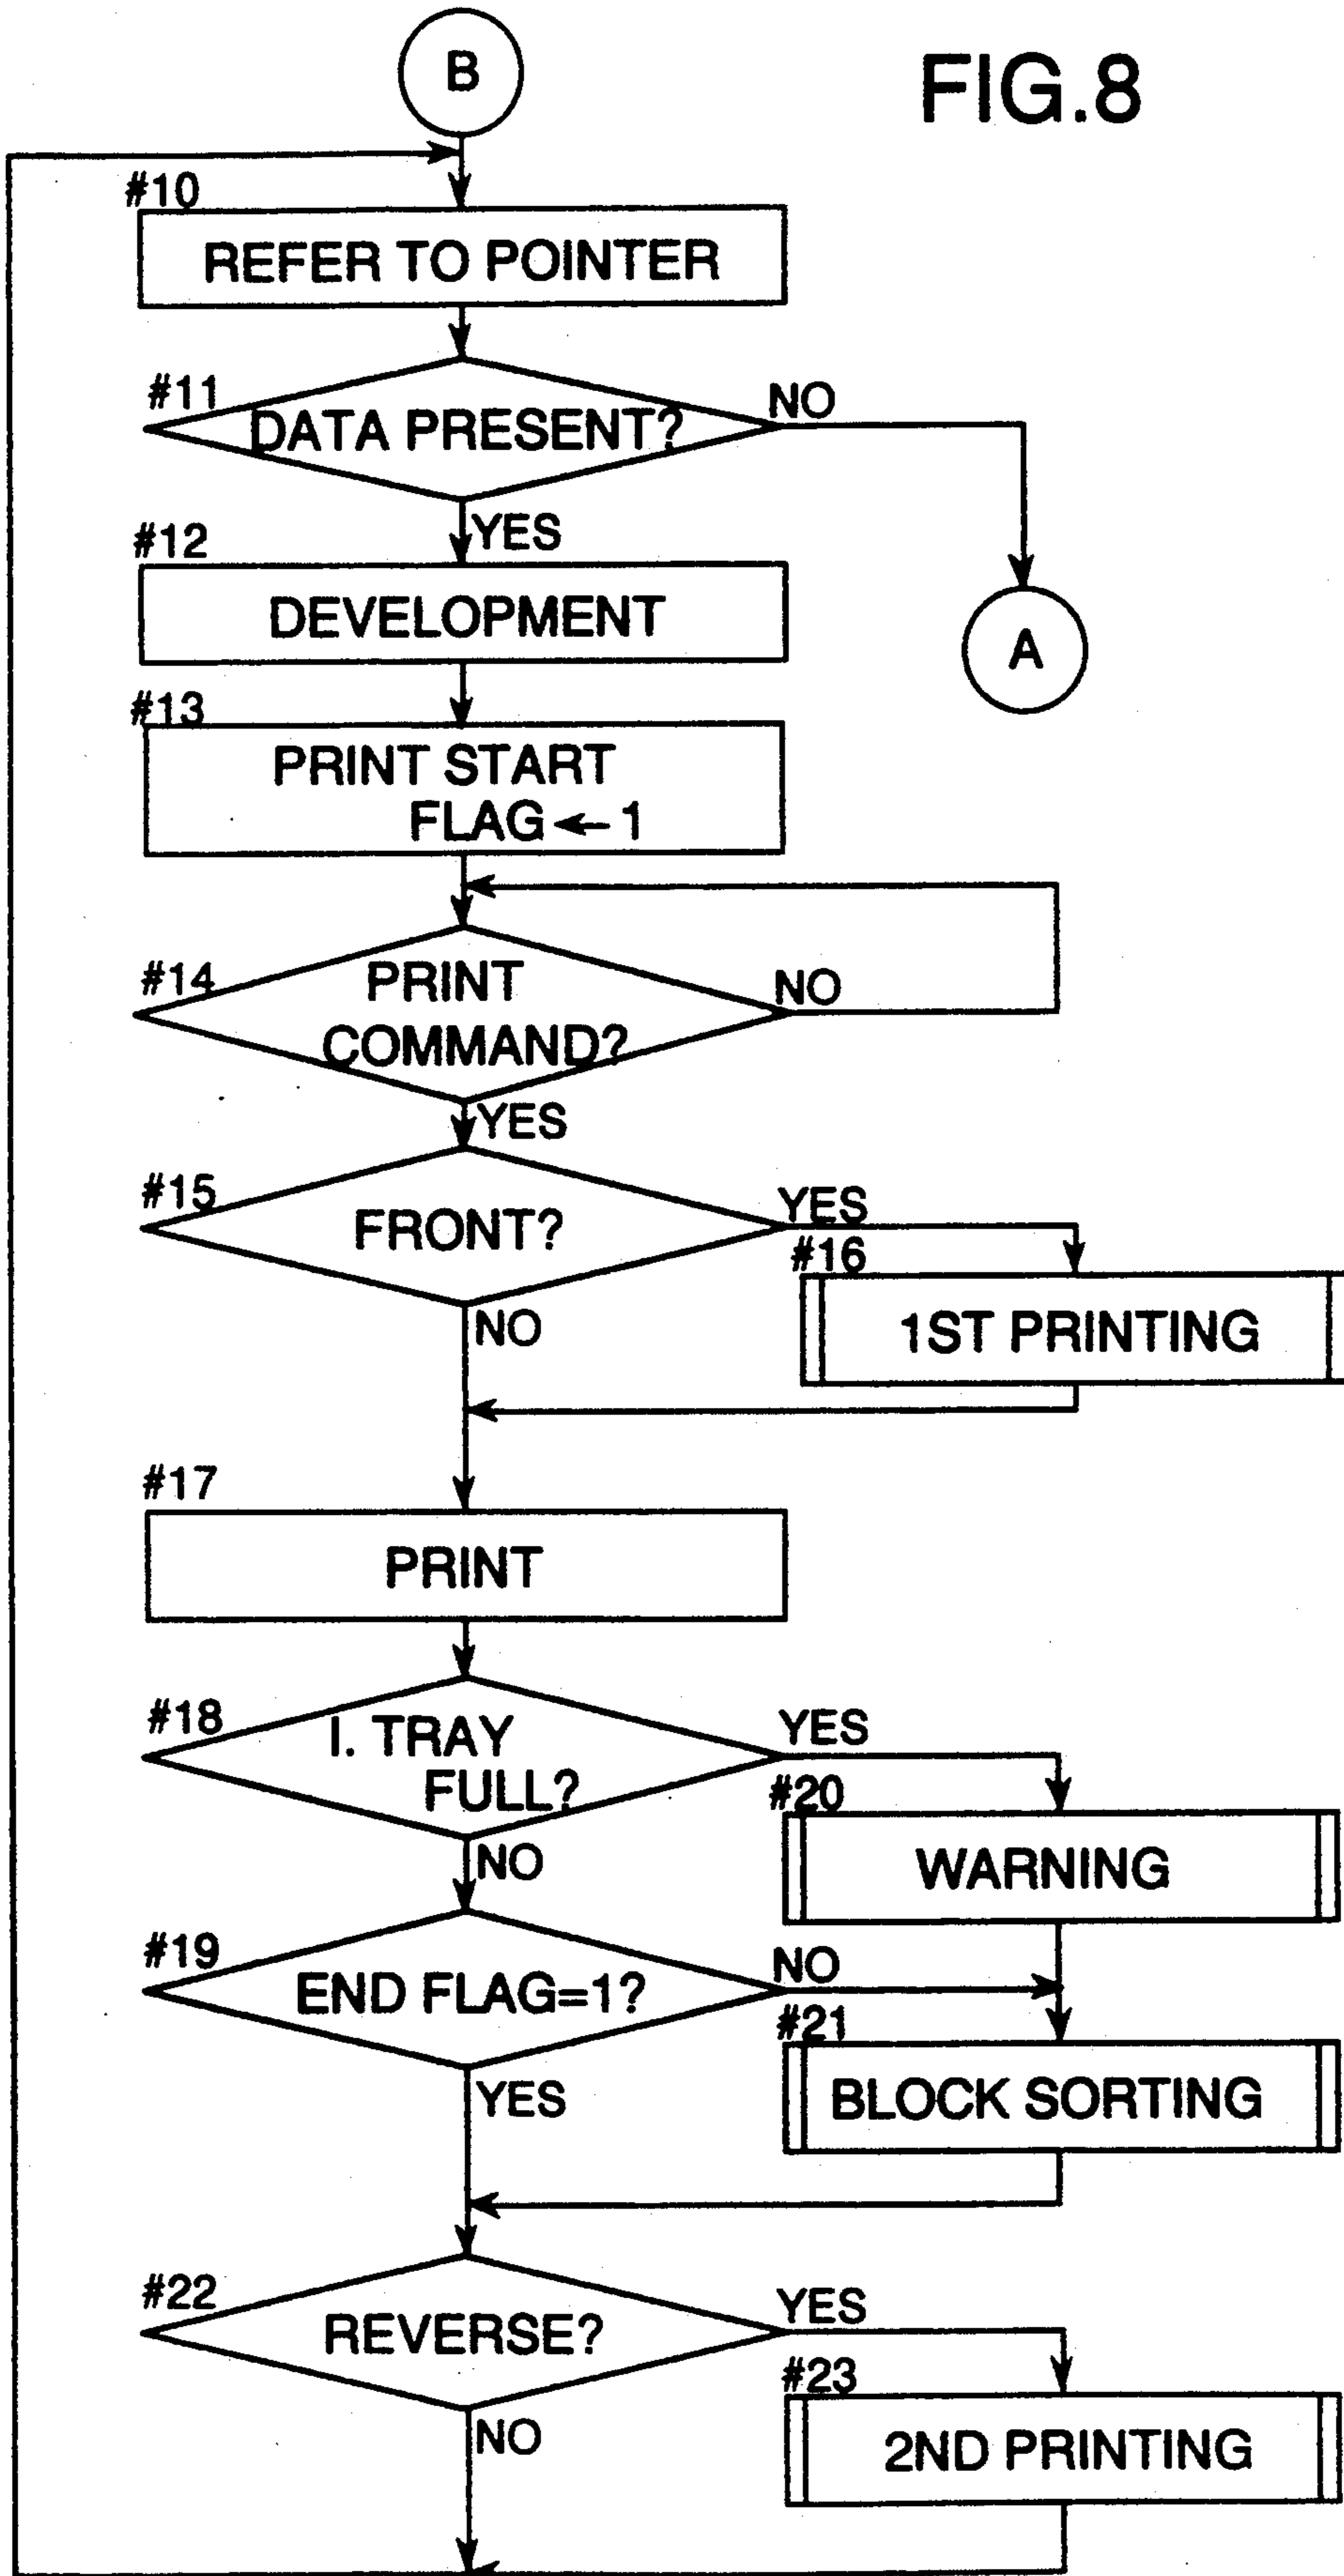 B
FIG.8
#10
REFER TO POINTER
#11
DATA PRESENT?
NO
YES
#12
DEVELOPMENT
A
#13
PRINT START
FLAG ← 1
#14
PRINT
COMMAND?
NO
YES
#15
FRONT?
YES
#16
1ST PRINTING
NO
#17
PRINT
#18
I. TRAY
FULL?
YES
#20
WARNING
NO
#19
END FLAG=1?
NO
#21
BLOCK SORTING
YES
#22
REVERSE?
YES
#23
2ND PRINTING
NO